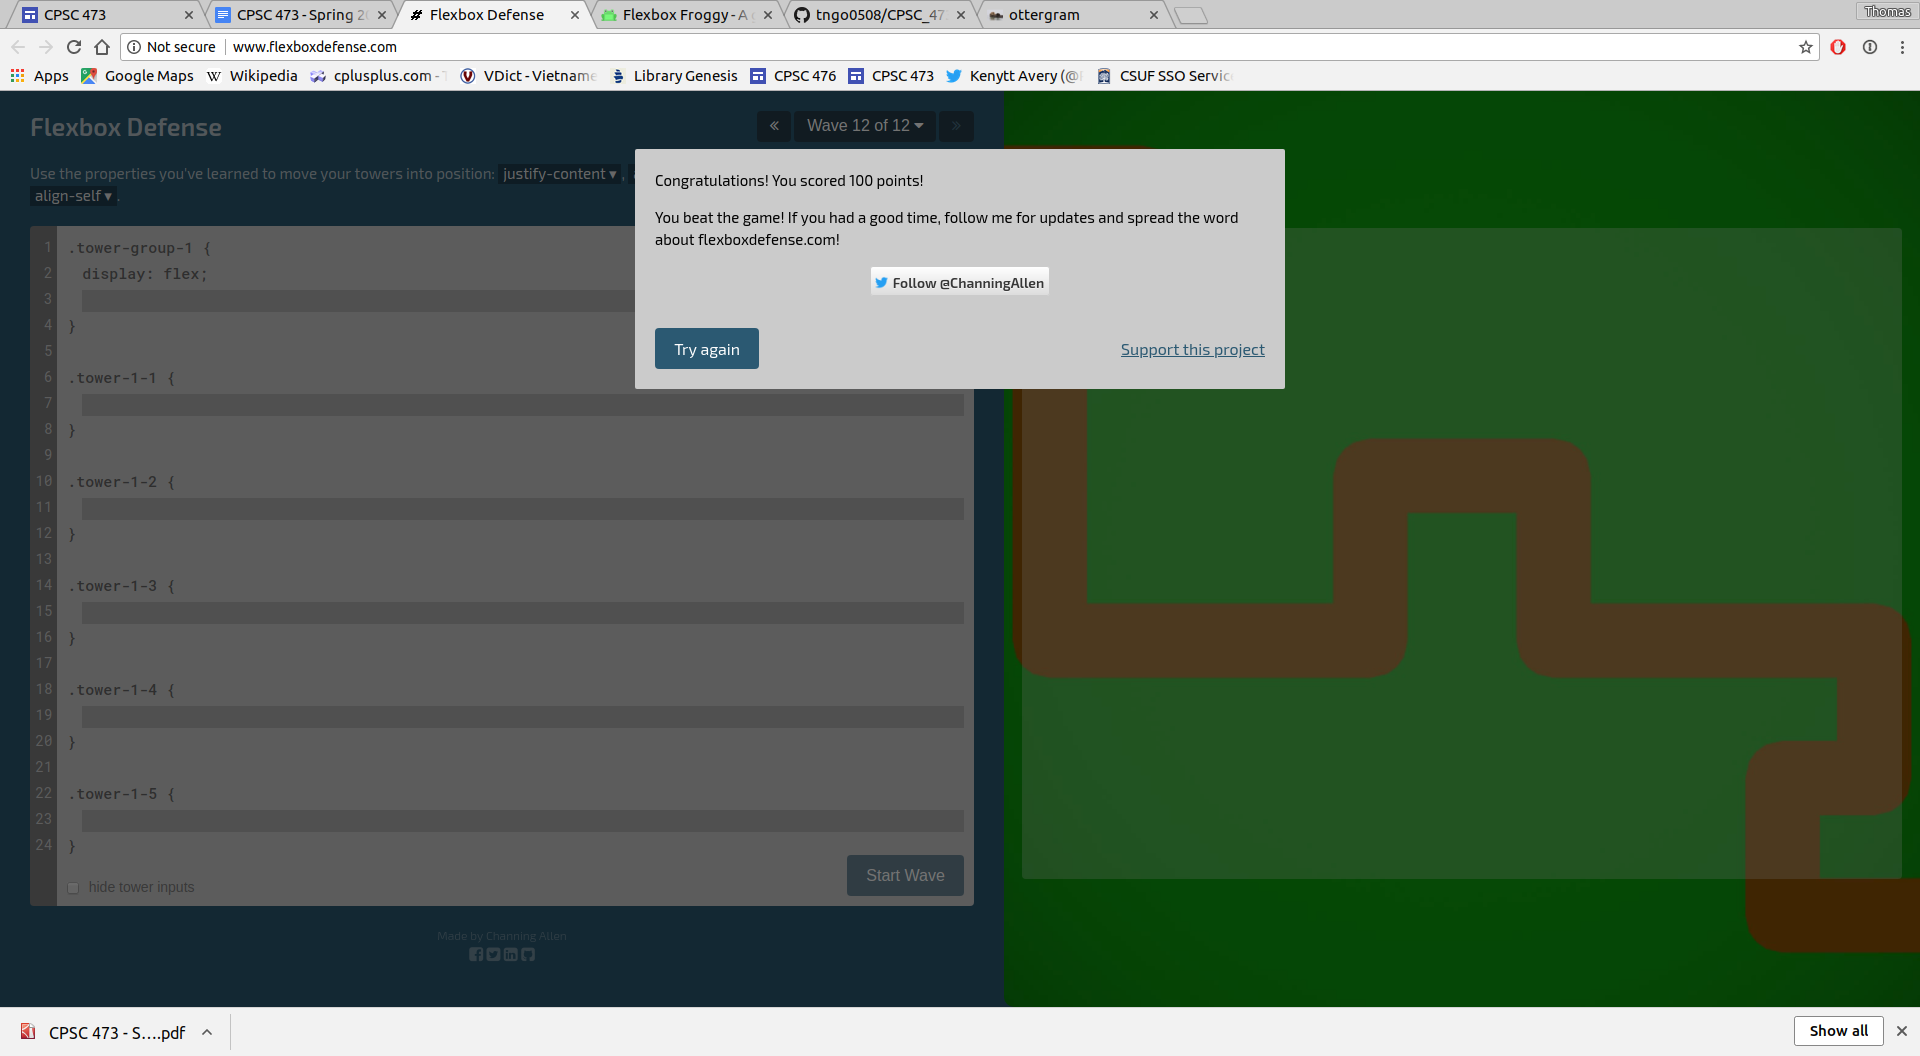 CPSC 473
CPSC 473 - Spring 2
Flexbox Defense
Flexbox Froggy - A
tngo0508/CPSC_47
ottergram
Thomas
Not secure
www.flexboxdefense.com
Apps
Google Maps
Wikipedia
cplusplus.com -
VDict - Vietname
Library Genesis
CPSC 476
CPSC 473
Kenytt Avery (@
CSUF SSO Servic
Flexbox Defense
«
Wave 12 of 12
»
Use the properties you've learned to move your towers into position: justify-content ▾,
align-self ▾.
Congratulations! You scored 100 points!
You beat the game! If you had a good time, follow me for updates and spread the word
about flexboxdefense.com!
Follow @ChanningAllen
Try again
Support this project
1 .tower-group-1 {
2 display: flex;
3
4 }
5
6 .tower-1-1 {
7
8 }
9
10 .tower-1-2 {
11
12 }
13
14 .tower-1-3 {
15
16 }
17
18 .tower-1-4 {
19
20 }
21
22 .tower-1-5 {
23
24 }
hide tower inputs
Start Wave
Made by Channing Allen
CPSC 473 - S....pdf
Show all